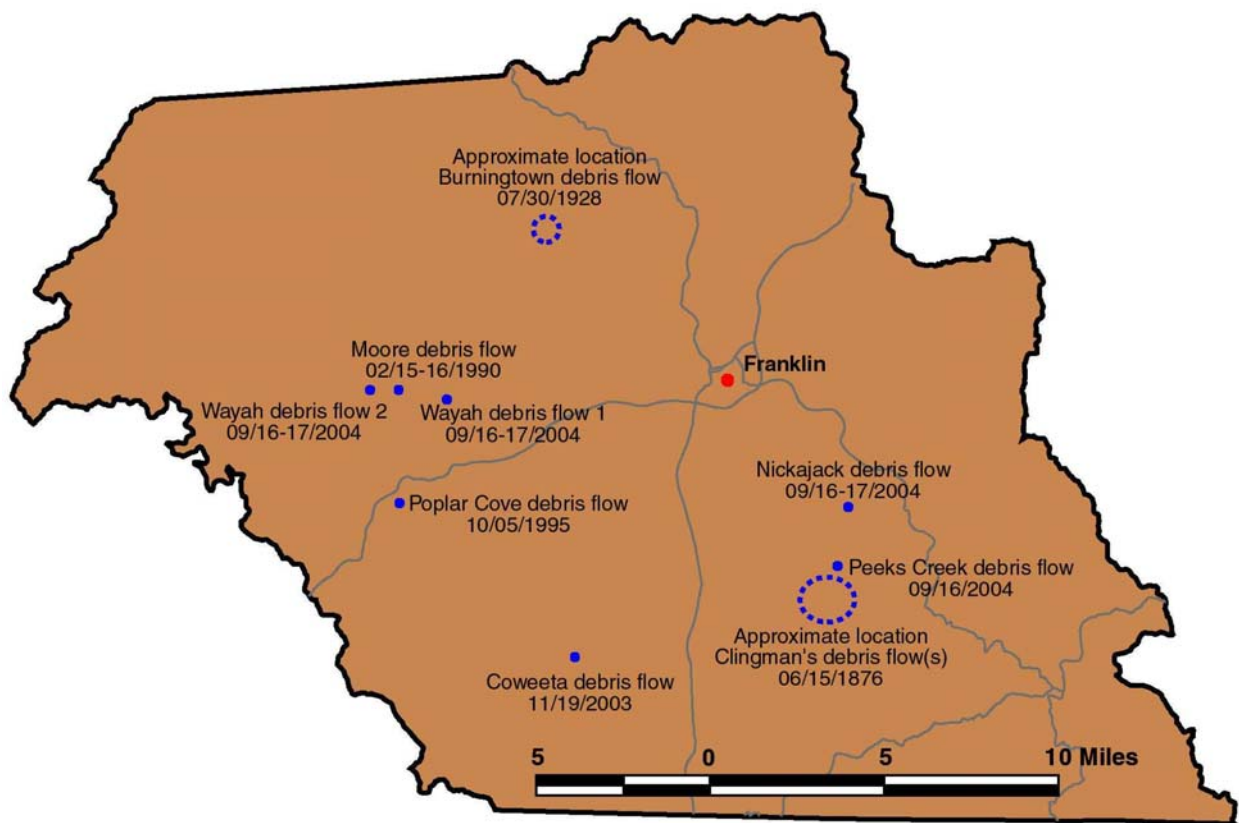 Approximate location
Burningtown debris flow
07/30/1928
Moore debris flow
02/15-16/1990
Franklin
Wayah debris flow 2
09/16-17/2004
Wayah debris flow 1
09/16-17/2004
Nickajack debris flow
09/16-17/2004
Poplar Cove debris flow
10/05/1995
Peeks Creek debris flow
09/16/2004
Approximate location
Clingman's debris flow(s)
06/15/1876
Coweeta debris flow
11/19/2003
5 0 5 10 Miles